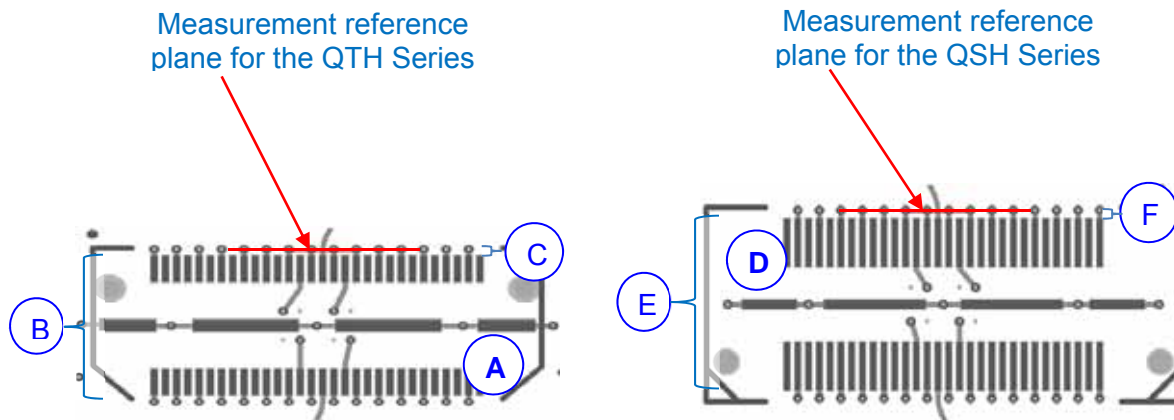 Measurement reference
plane for the QTH Series
Measurement reference
plane for the QSH Series
C
B
A
F
D
E